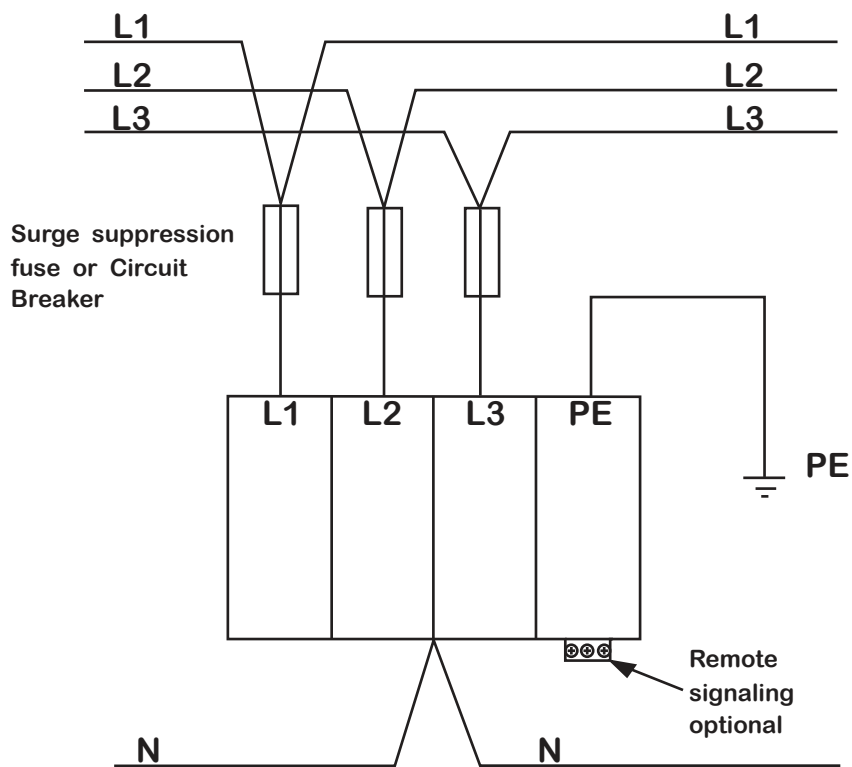 L1 L1
L2 L2
L3 L3
Surge suppression
fuse or Circuit
Breaker
L1 L2 L3 PE
PE
Remote
signaling
optional
N N